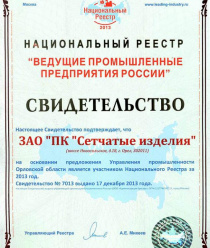 Москва
www.leading-industry.ru
Национальный
Реестр
2013
НАЦИОНАЛЬНЫЙ РЕЕСТР
"ВЕДУЩИЕ ПРОМЫШЛЕННЫЕ
ПРЕДПРИЯТИЯ РОССИИ"
СВИДЕТЕЛЬСТВО
Настоящее Свидетельство подтверждает, что
ЗАО "ПК "Сетчатые изделия"
на основании предложения Управления промышленности
Орловской области является участником Национального Реестра за
2013 год.
Свидетельство № 7013 выдано 17 декабря 2013 года.
Управляющий Реестра
А.Е.